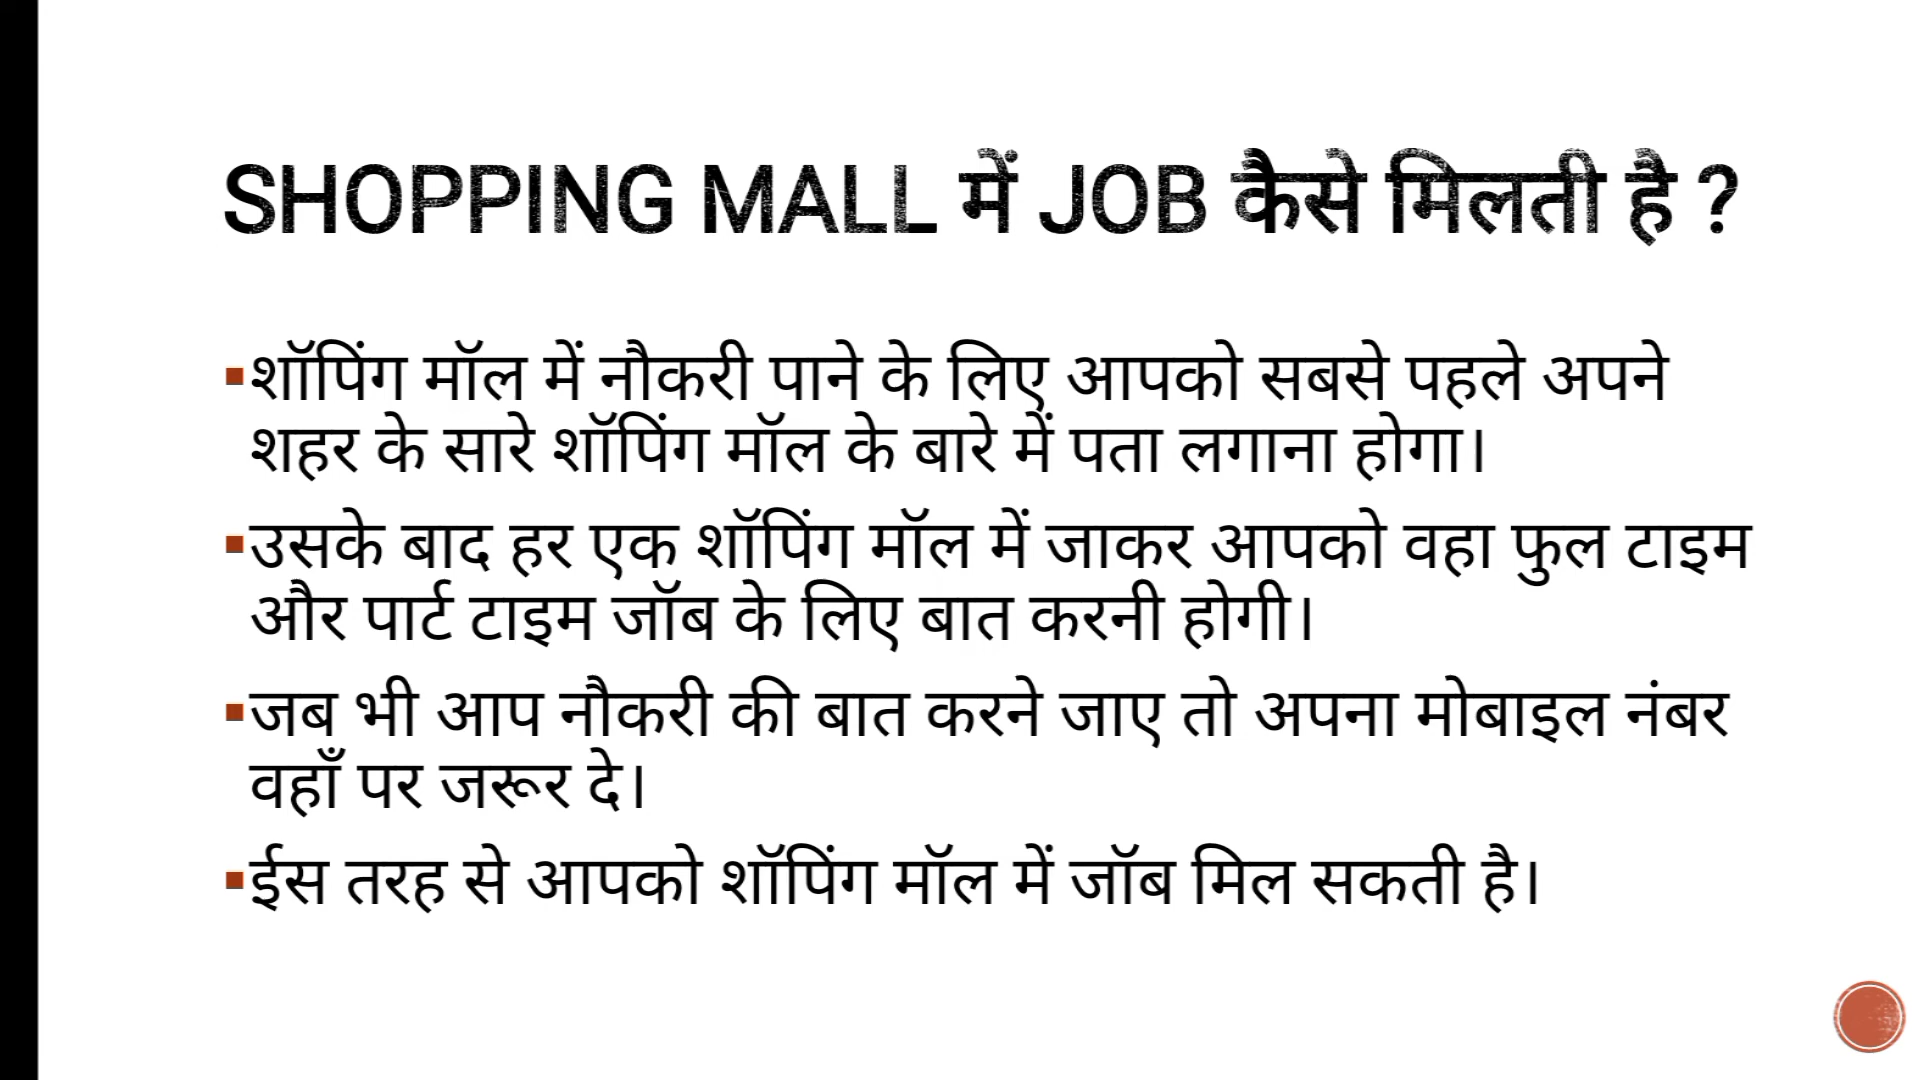 SHOPPING MALL में JOB कैसे मिलती है ?
▪शॉपिंग मॉल में नौकरी पाने के लिए आपको सबसे पहले अपने
शहर के सारे शॉपिंग मॉल के बारे में पता लगाना होगा।
▪उसके बाद हर एक शॉपिंग मॉल में जाकर आपको वहा फुल टाइम
और पार्ट टाइम जॉब के लिए बात करनी होगी।
▪जब भी आप नौकरी की बात करने जाए तो अपना मोबाइल नंबर
वहाँ पर जरूर दे।
▪ईस तरह से आपको शॉपिंग मॉल में जॉब मिल सकती है।